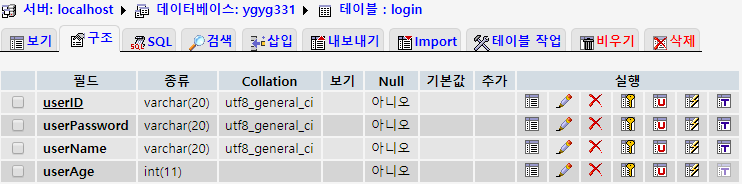 서버: localhost ▶ 데이터베이스: ygyg331 ▶ 테이블 : login
보기 구조 SQL 검색 삽입 내보내기 Import 테이블 작업 비우기 삭제
필드 종류 Collation 보기 Null 기본값 추가 실행
userID varchar(20) utf8_general_ci 아니오
userPassword varchar(20) utf8_general_ci 아니오
userName varchar(20) utf8_general_ci 아니오
userAge int(11) 아니오